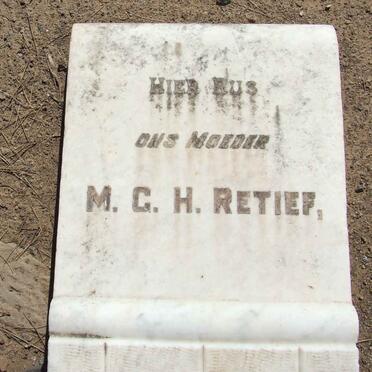 HIER RUS
ONS MOEDER
M. C. H. RETIEF,